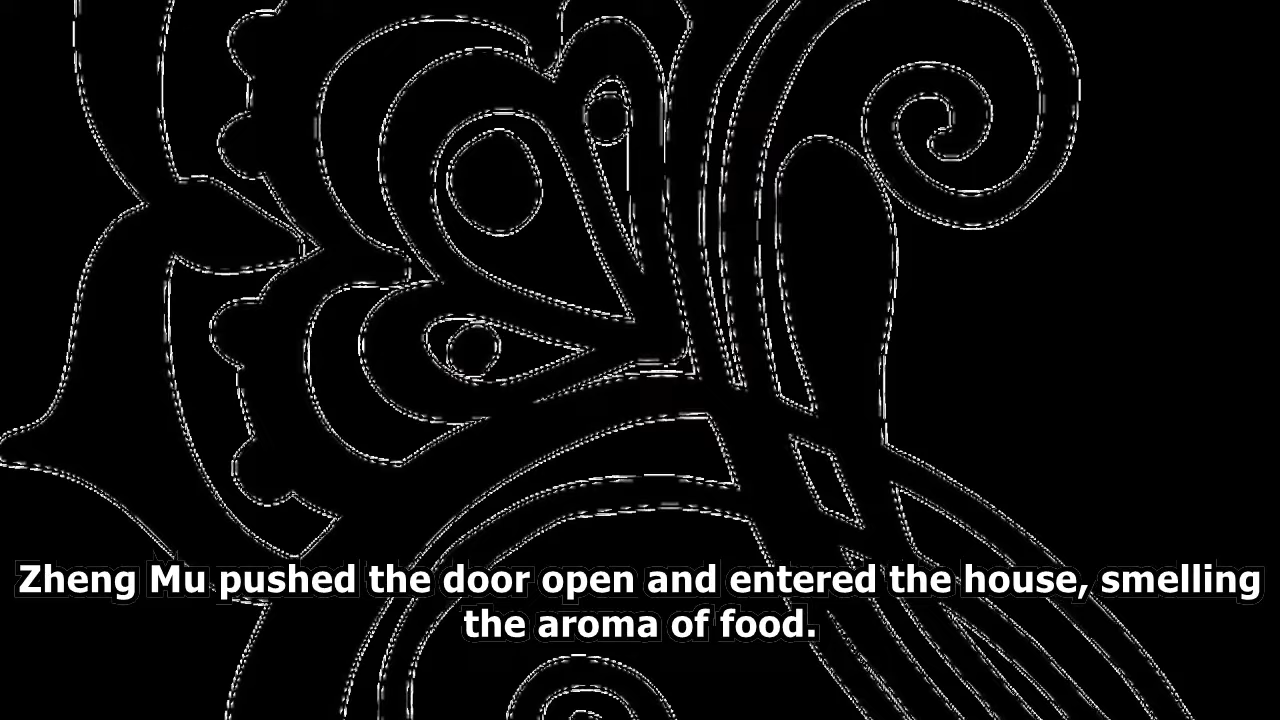 Zheng Mu pushed the door open and entered the house, smelling
the aroma of food.